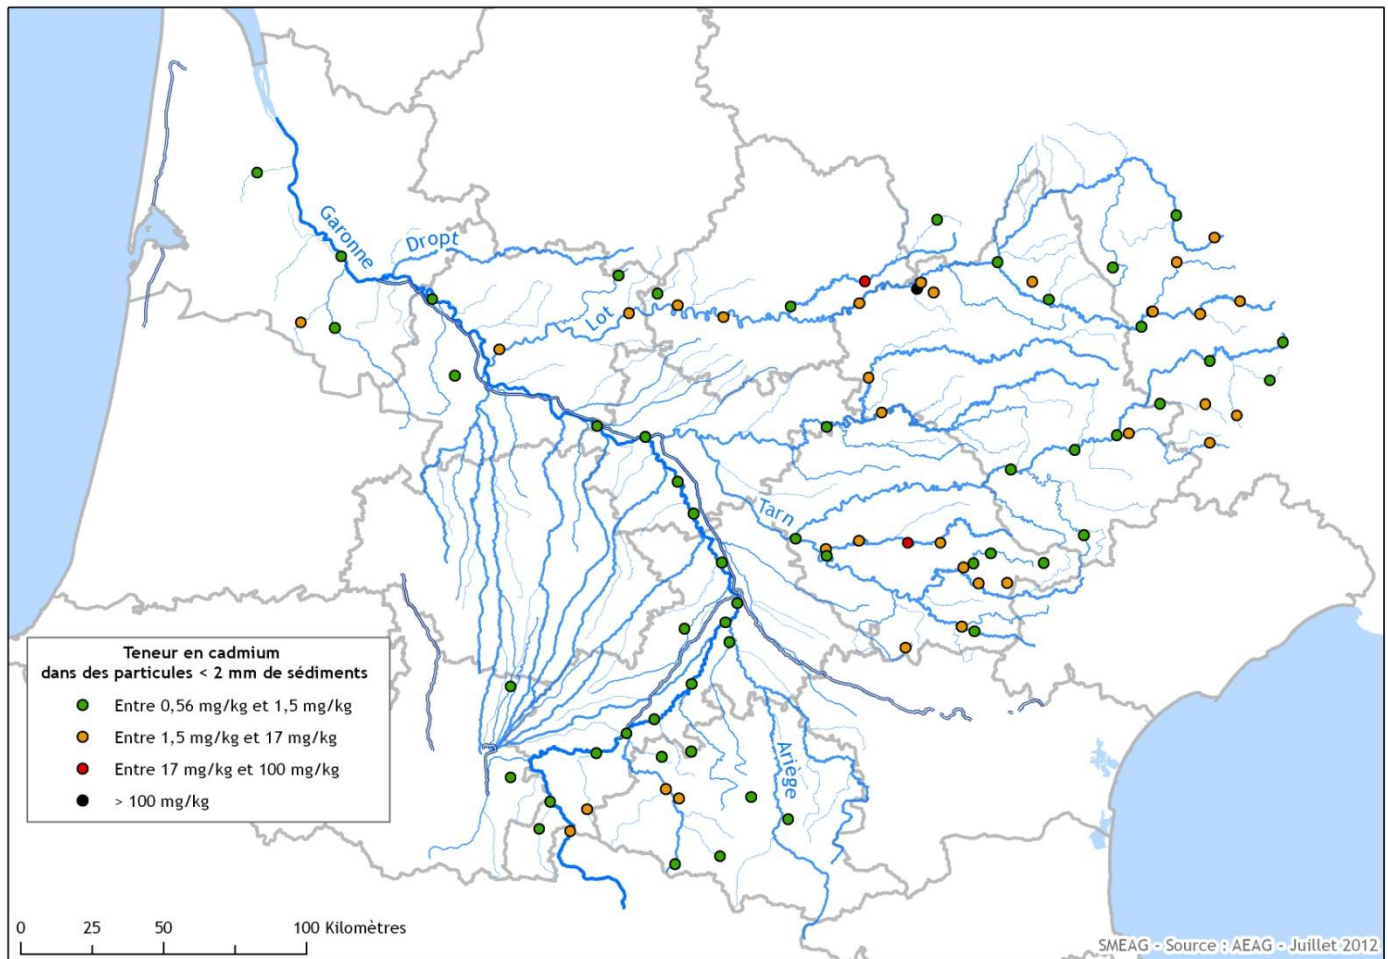 Garonne
Dropt
Lot
Tarn
Ariège
Teneur en cadmium
dans des particules < 2 mm de sédiments
Entre 0,56 mg/kg et 1,5 mg/kg
Entre 1,5 mg/kg et 17 mg/kg
Entre 17 mg/kg et 100 mg/kg
> 100 mg/kg
0 25 50 100 Kilomètres
SMEAG - Source : AEAG - Juillet 2012